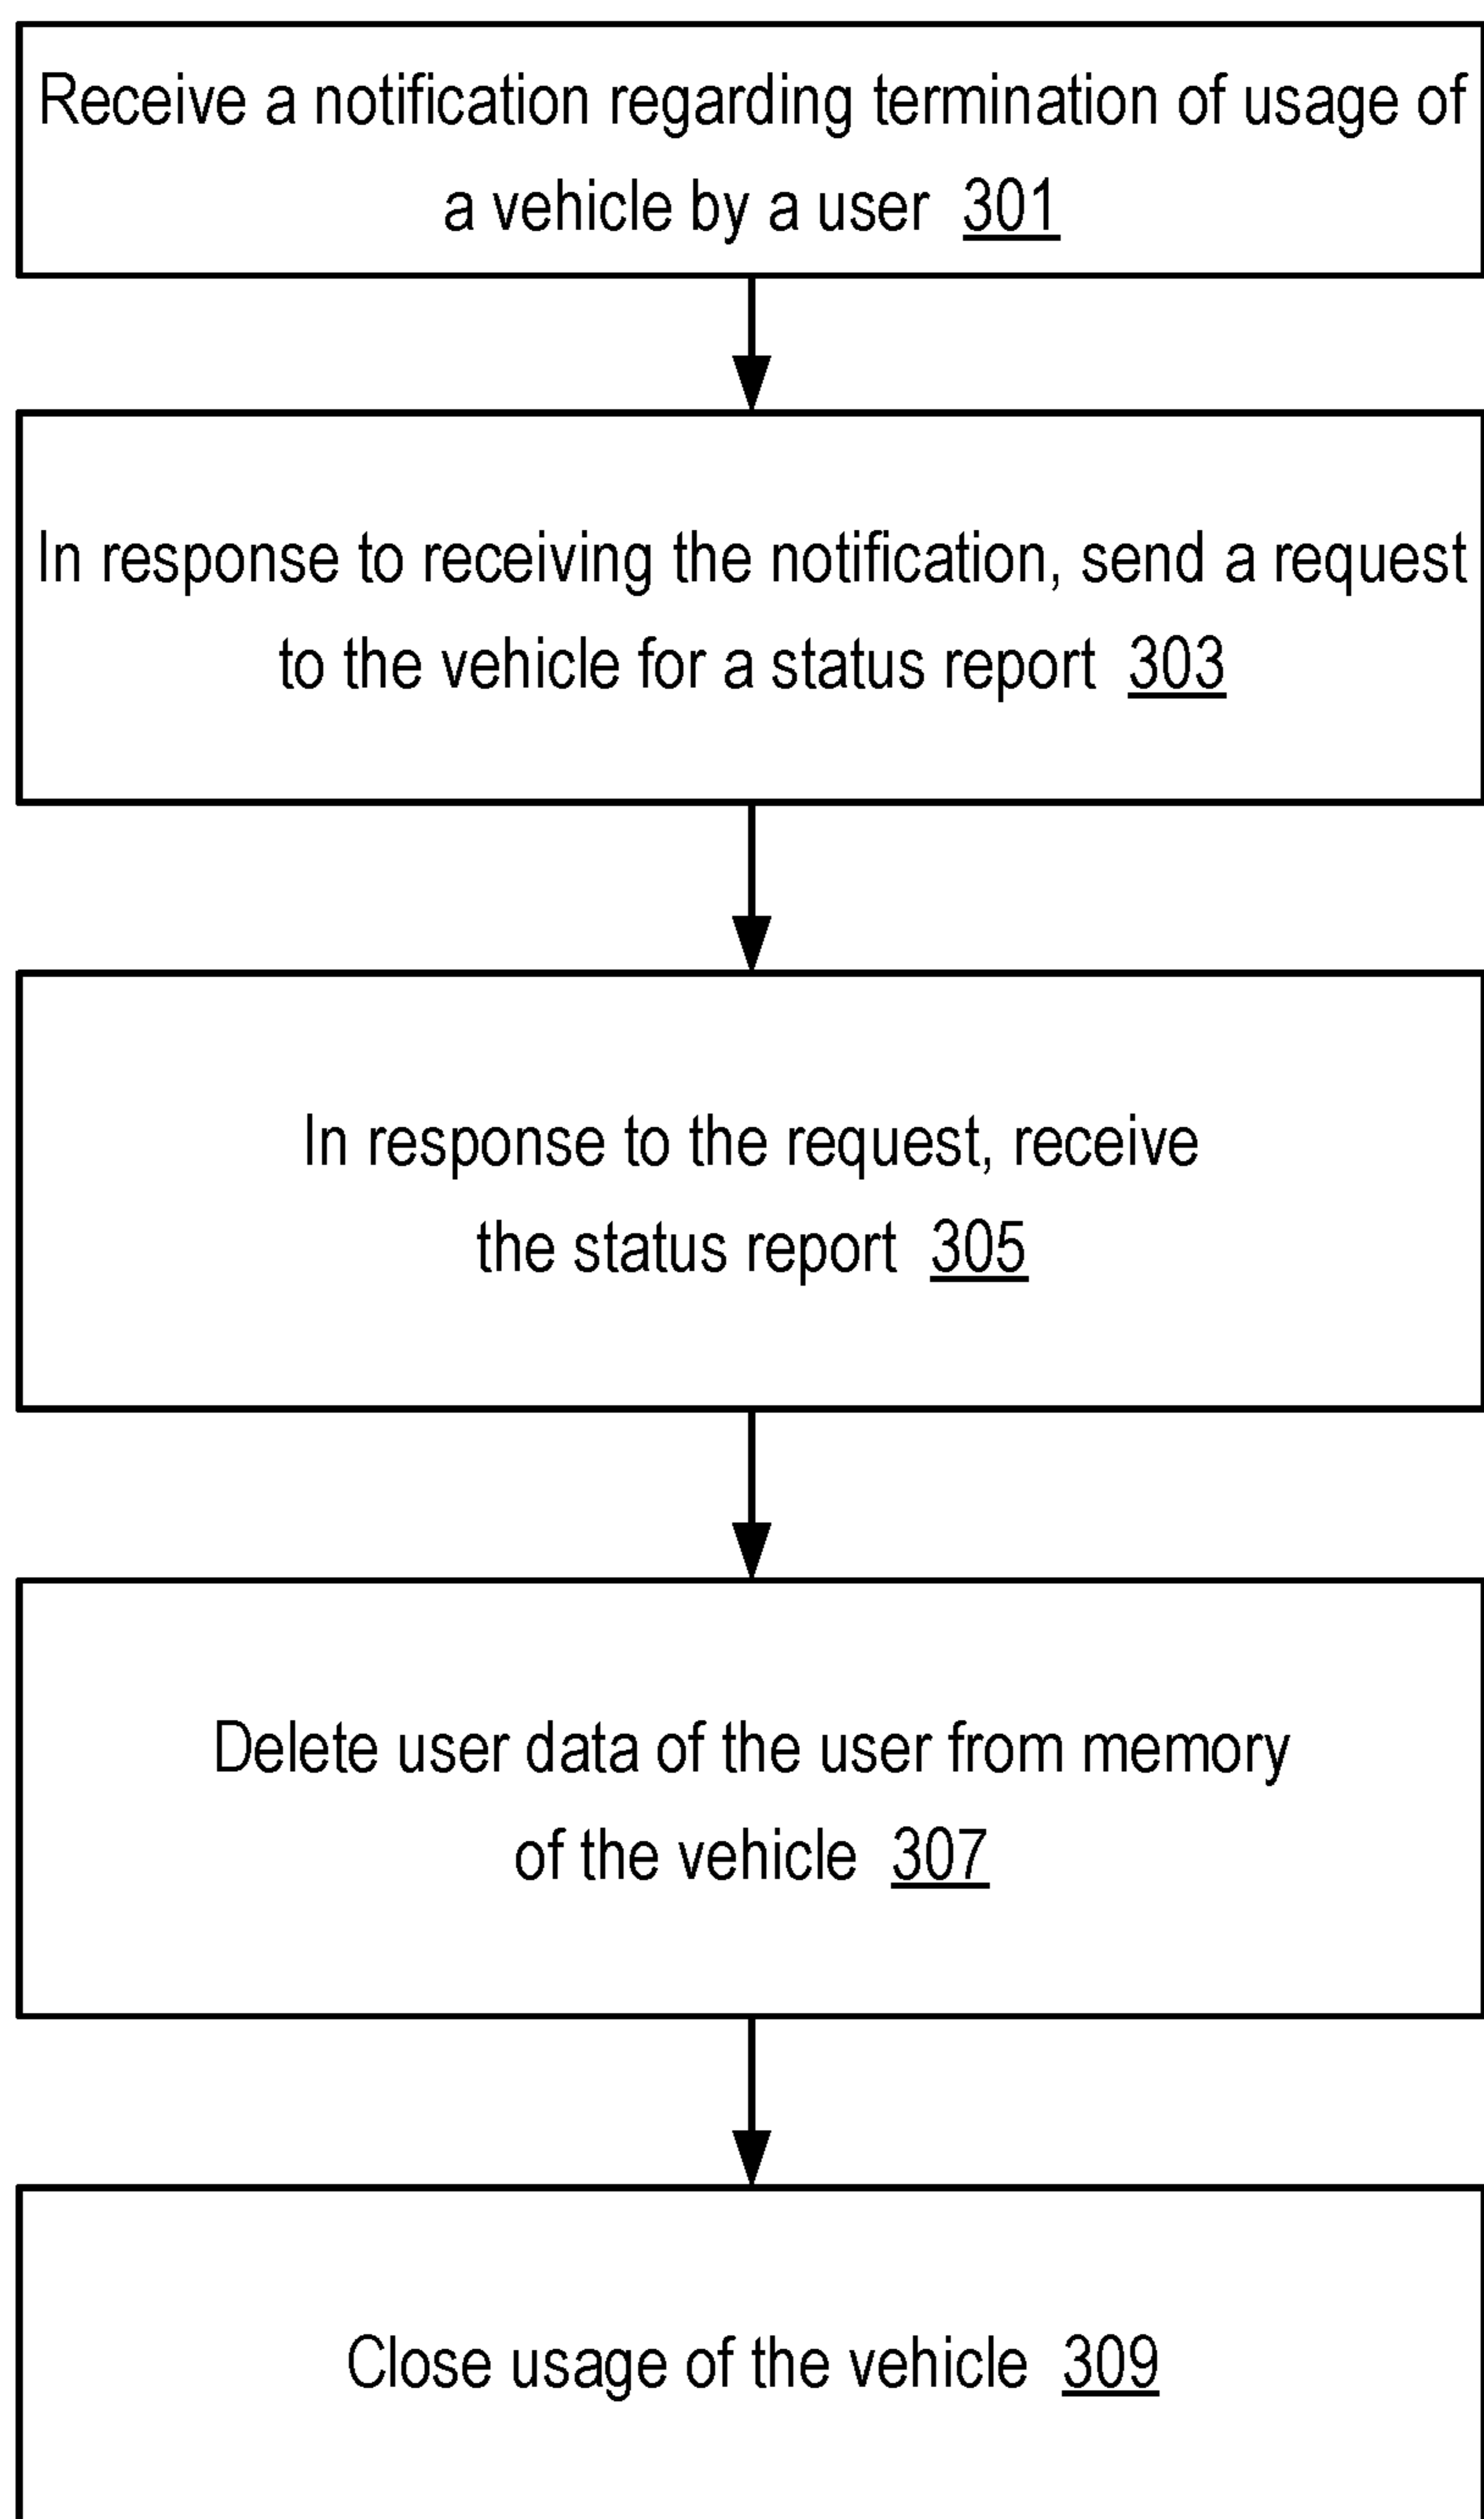 Receive a notification regarding termination of usage of
a vehicle by a user 301
In response to receiving the notification, send a request
to the vehicle for a status report 303
In response to the request, receive
the status report 305
Delete user data of the user from memory
of the vehicle 307
Close usage of the vehicle 309